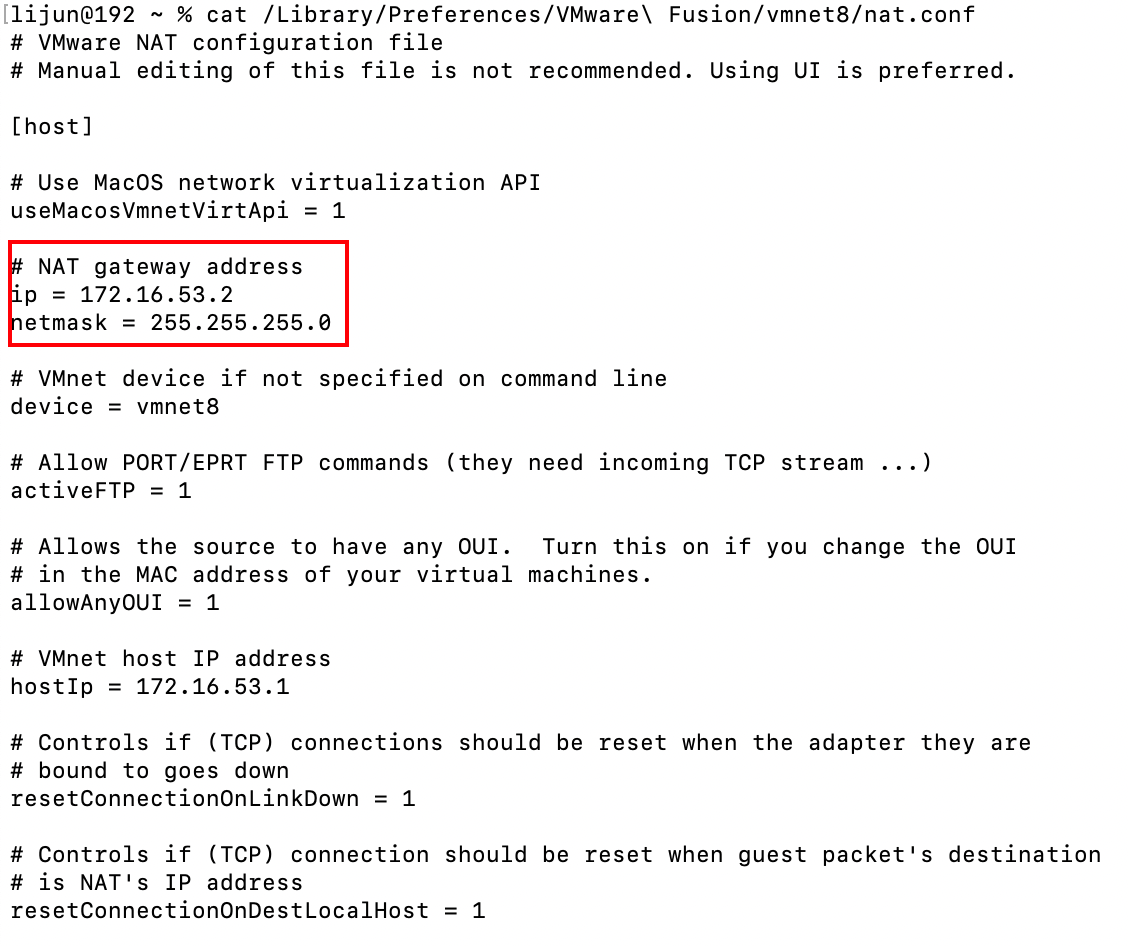 [lijun@192 ~ % cat /Library/Preferences/VMware\ Fusion/vmnet8/nat.conf
# VMware NAT configuration file
# Manual editing of this file is not recommended. Using UI is preferred.
[host]
# Use MacOS network virtualization API
useMacosVmnetVirtApi = 1
# NAT gateway address
ip = 172.16.53.2
netmask = 255.255.255.0
# VMnet device if not specified on command line
device = vmnet8
# Allow PORT/EPRT FTP commands (they need incoming TCP stream ...)
activeFTP = 1
# Allows the source to have any OUI.  Turn this on if you change the OUI
# in the MAC address of your virtual machines.
allowAnyOUI = 1
# VMnet host IP address
hostIp = 172.16.53.1
# Controls if (TCP) connections should be reset when the adapter they are
# bound to goes down
resetConnectionOnLinkDown = 1
# Controls if (TCP) connection should be reset when guest packet's destination
# is NAT's IP address
resetConnectionOnDestLocalHost = 1